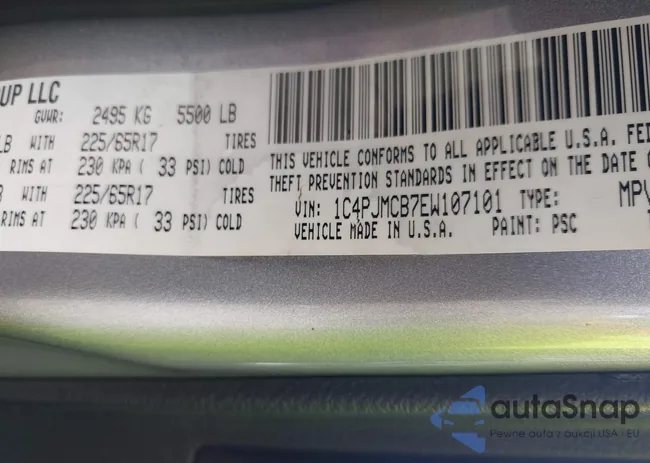 UP LLC
GVWR: 2495 KG 5500 LB
LB WITH 225/65R17 TIRES
RIMS AT 230 KPA ( 33 PSI) COLD
WITH 225/65R17 TIRES
RIMS AT 230 KPA ( 33 PSI) COLD
THIS VEHICLE CONFORMS TO ALL APPLICABLE U.S.A. FED
THEFT PREVENTION STANDARDS IN EFFECT ON THE DATE O
VIN: 1C4PJMCB7EW107101 TYPE: MPV
VEHICLE MADE IN U.S.A. PAINT: PSC
autaSnap
Pewne auta z aukcji USA i EU